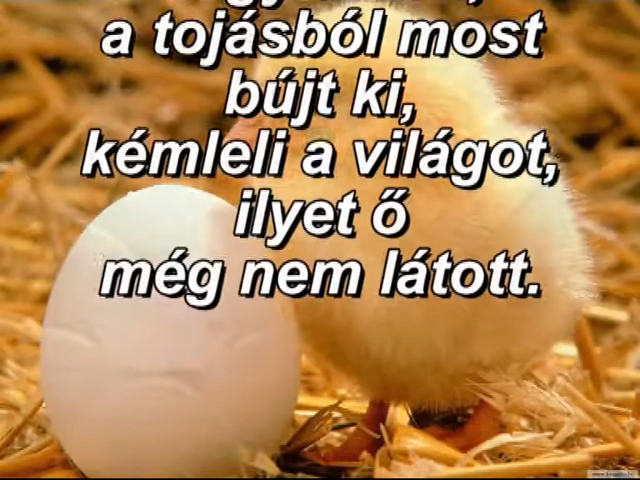 a tojásból most
bújt ki,
kémleli a világot,
ilyet ő
még nem látott.